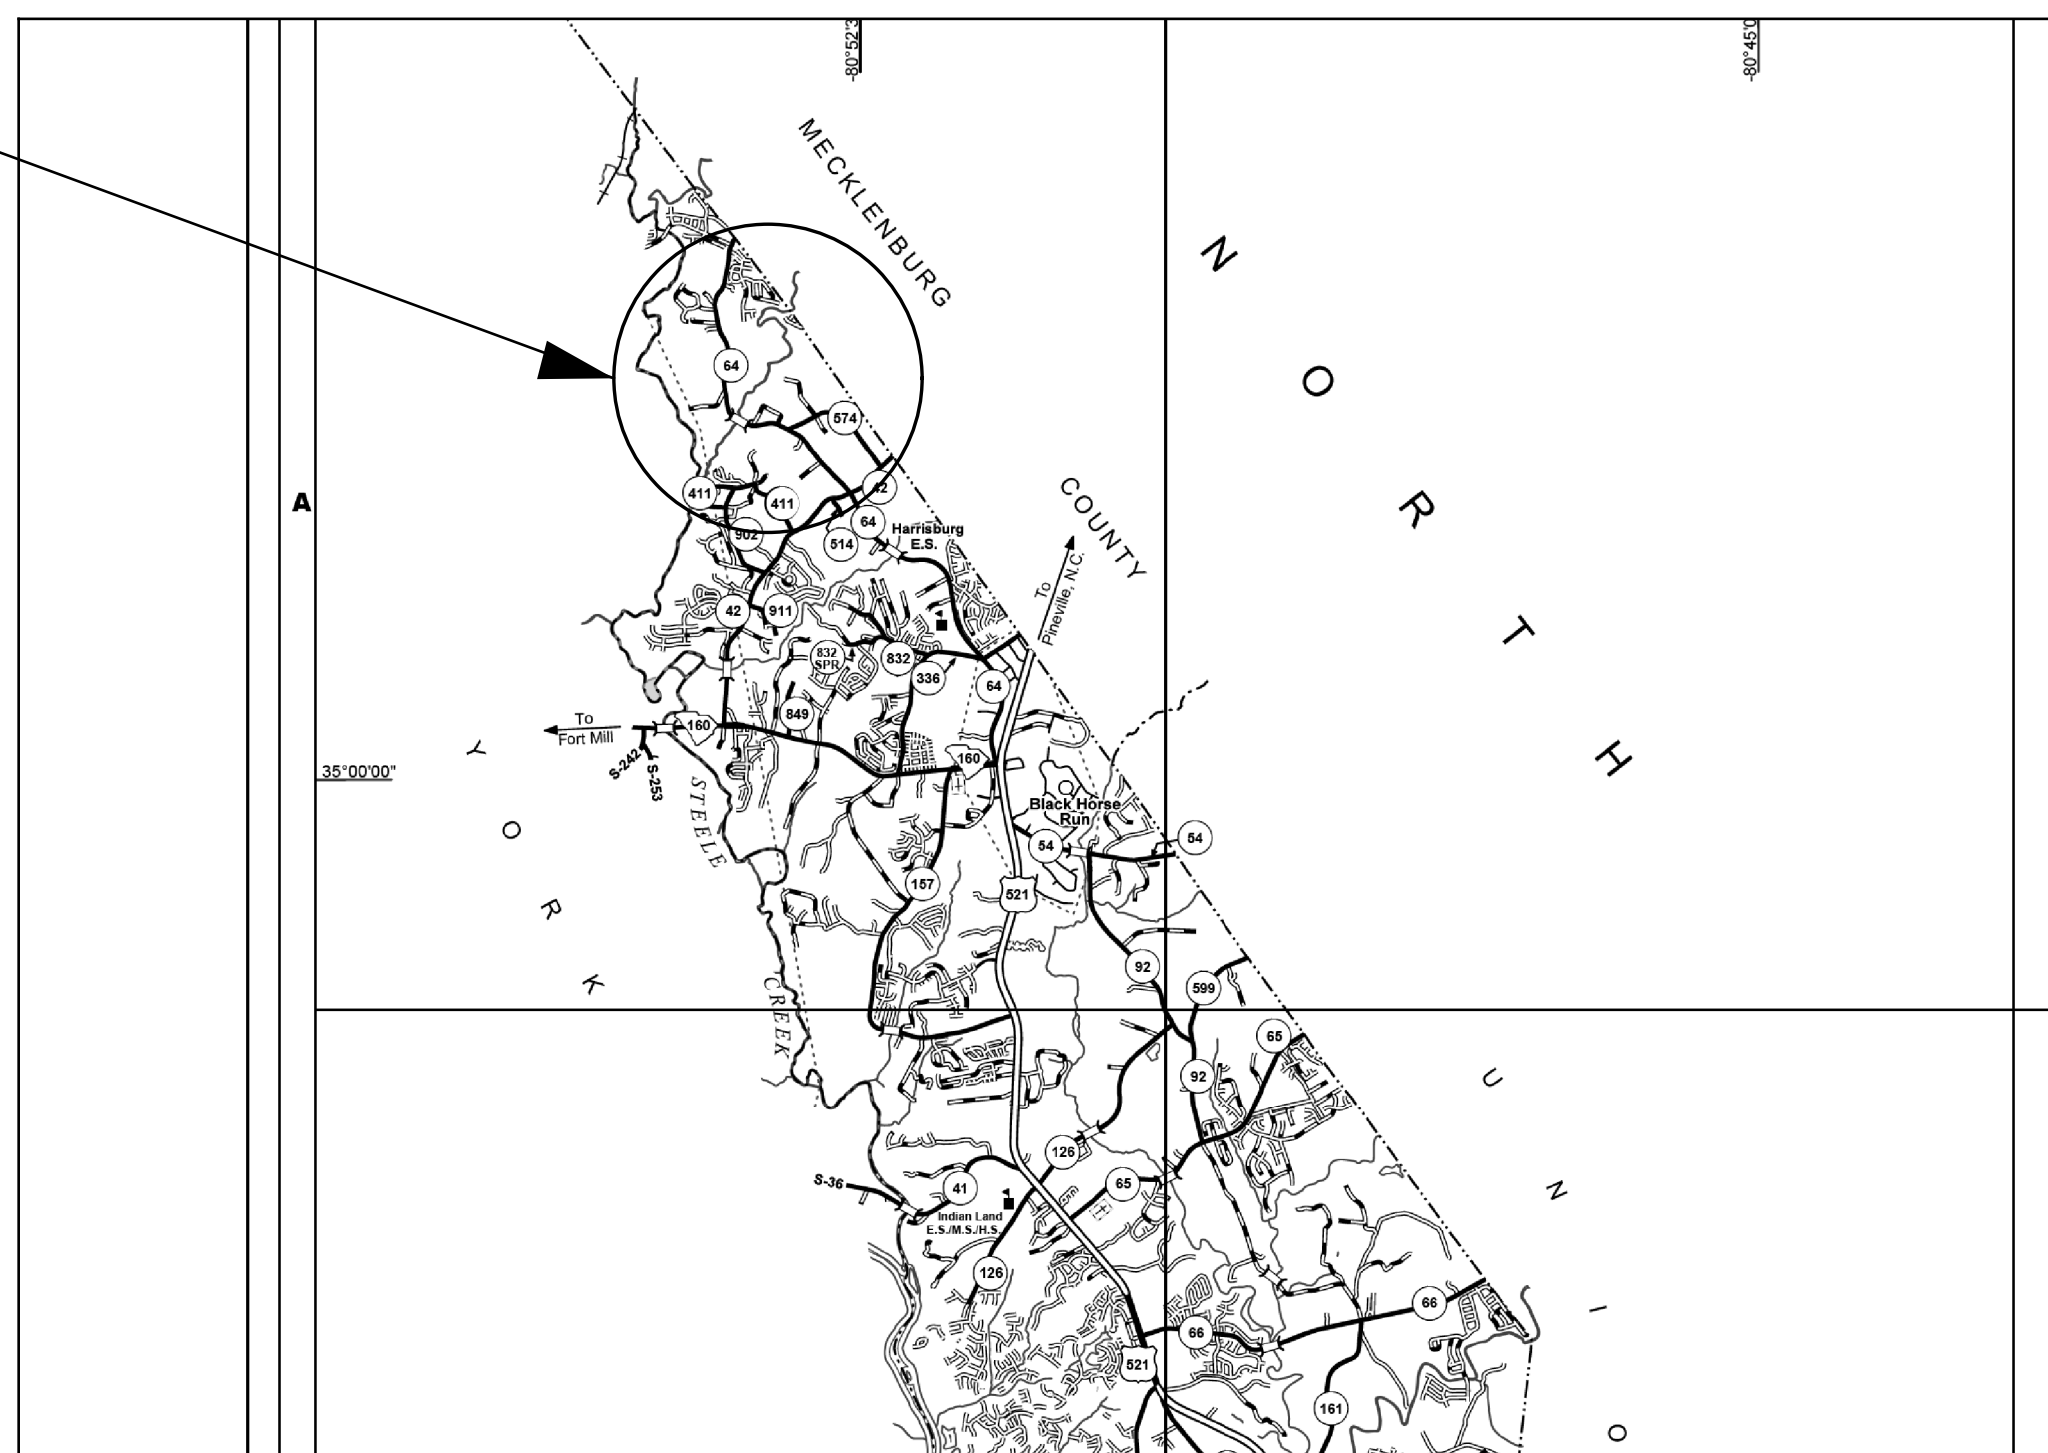 -80°52'3
-80°45'0
MECKLENBURG
COUNTY
N O R T H
64
574
A
411
411
42
902
64
514
Harrisburg
E.S.
To
Pineville, N.C.
42
911
832
SPR
832
336
64
849
160
To
Fort Mill
S-242
S-253
160
35°00'00"
Y O R K
STEELE
CREEK
Black Horse
Run
54
54
157
521
92
599
65
92
126
65
S-36
41
Indian Land
E.S./M.S./H.S.
126
66
66
521
161
U N I O